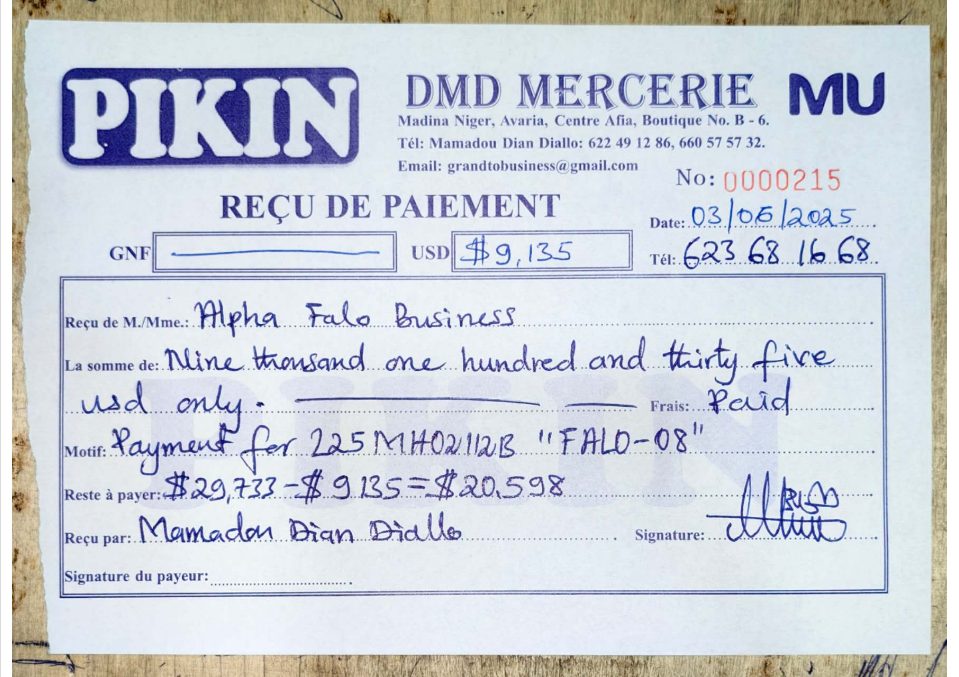 PIKIN
DMD MERCERIE MU
Madina Niger, Avaria, Centre Afia, Boutique No. B - 6.
Tél: Mamadou Dian Diallo: 622 49 12 86, 660 57 57 32.
Email: grandtobusiness@gmail.com
No: 0000215
REÇU DE PAIEMENT
Date: 03/06/2025
GNF USD $9,135
Tél: 623 68 16 68
Reçu de M./Mme.: Alpha Falo Business
La somme de: Nine thousand one hundred and thirty five
usd only. Frais: Paid
Motif: Payment for 225MH02112B "FALO-08"
Reste à payer: $29,733 - $9135 = $20.598
Reçu par: Mamadou Dian Diallo Signature:
Signature du payeur:
PIKIN